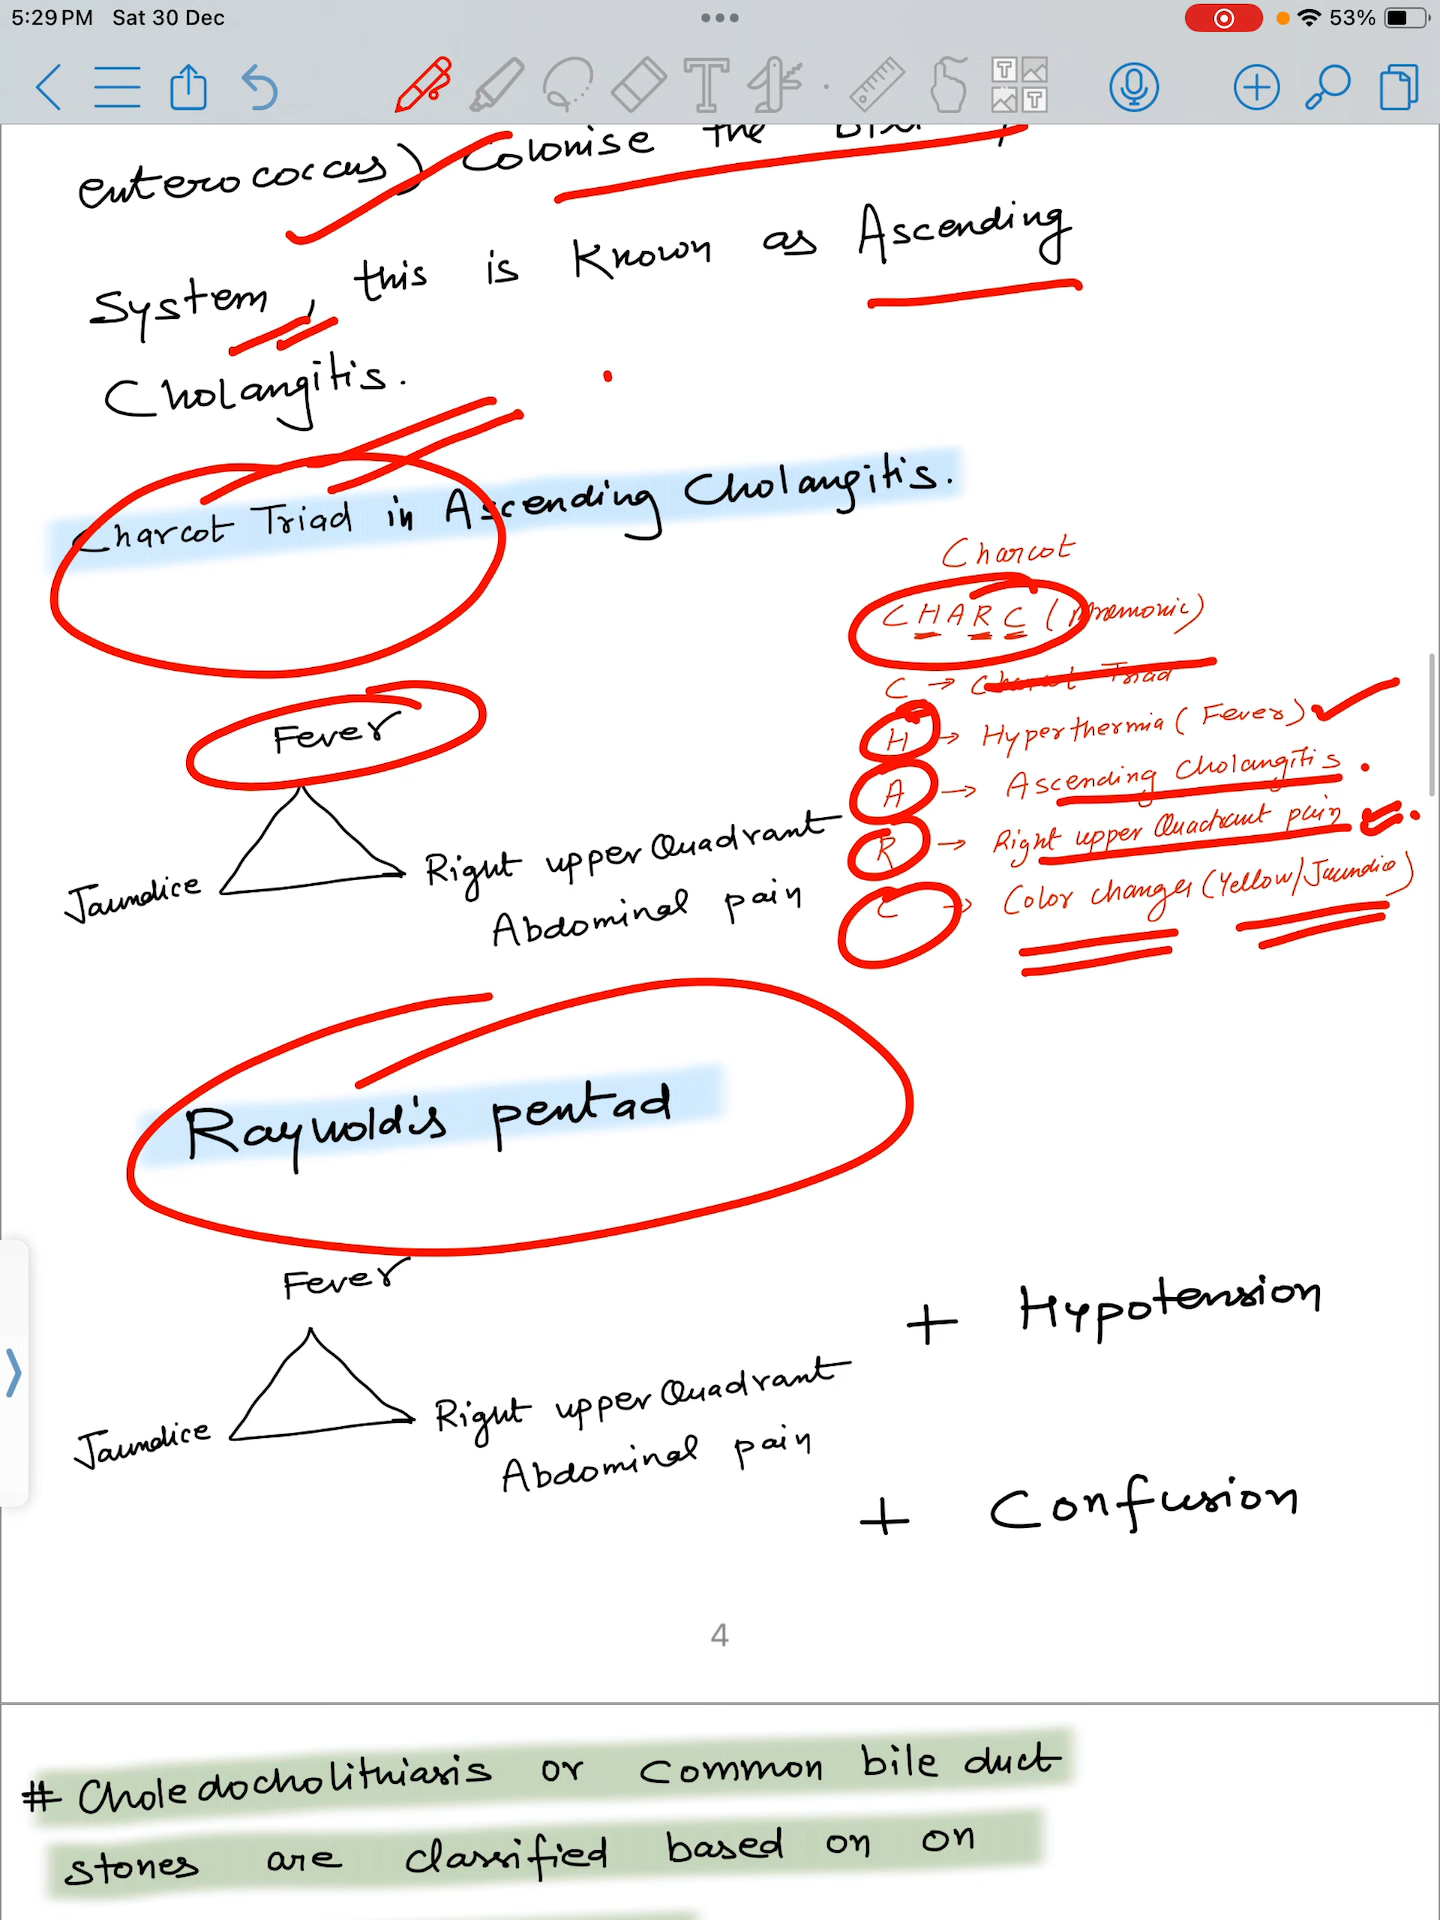 5:29 PM Sat 30 Dec
53%
enterococcus) Colonise the
System, this is known as Ascending
Cholangitis.
Charcot Triad in Ascending Cholangitis.
Charcot
CHARC (Mnemonic)
C → Charcot Triad
H → Hyperthermia (Fever)
A → Ascending Cholangitis
R → Right upper Quadrant pain
C → Color changes (Yellow/Jaundice)
Fever
Jaundice
Right upper Quadrant
Abdominal pain
Raynold's pentad
Fever
Jaundice
Right upper Quadrant
Abdominal pain
+ Hypotension
+ Confusion
4
# Choledocholithiasis or common bile duct
stones are classified based on on